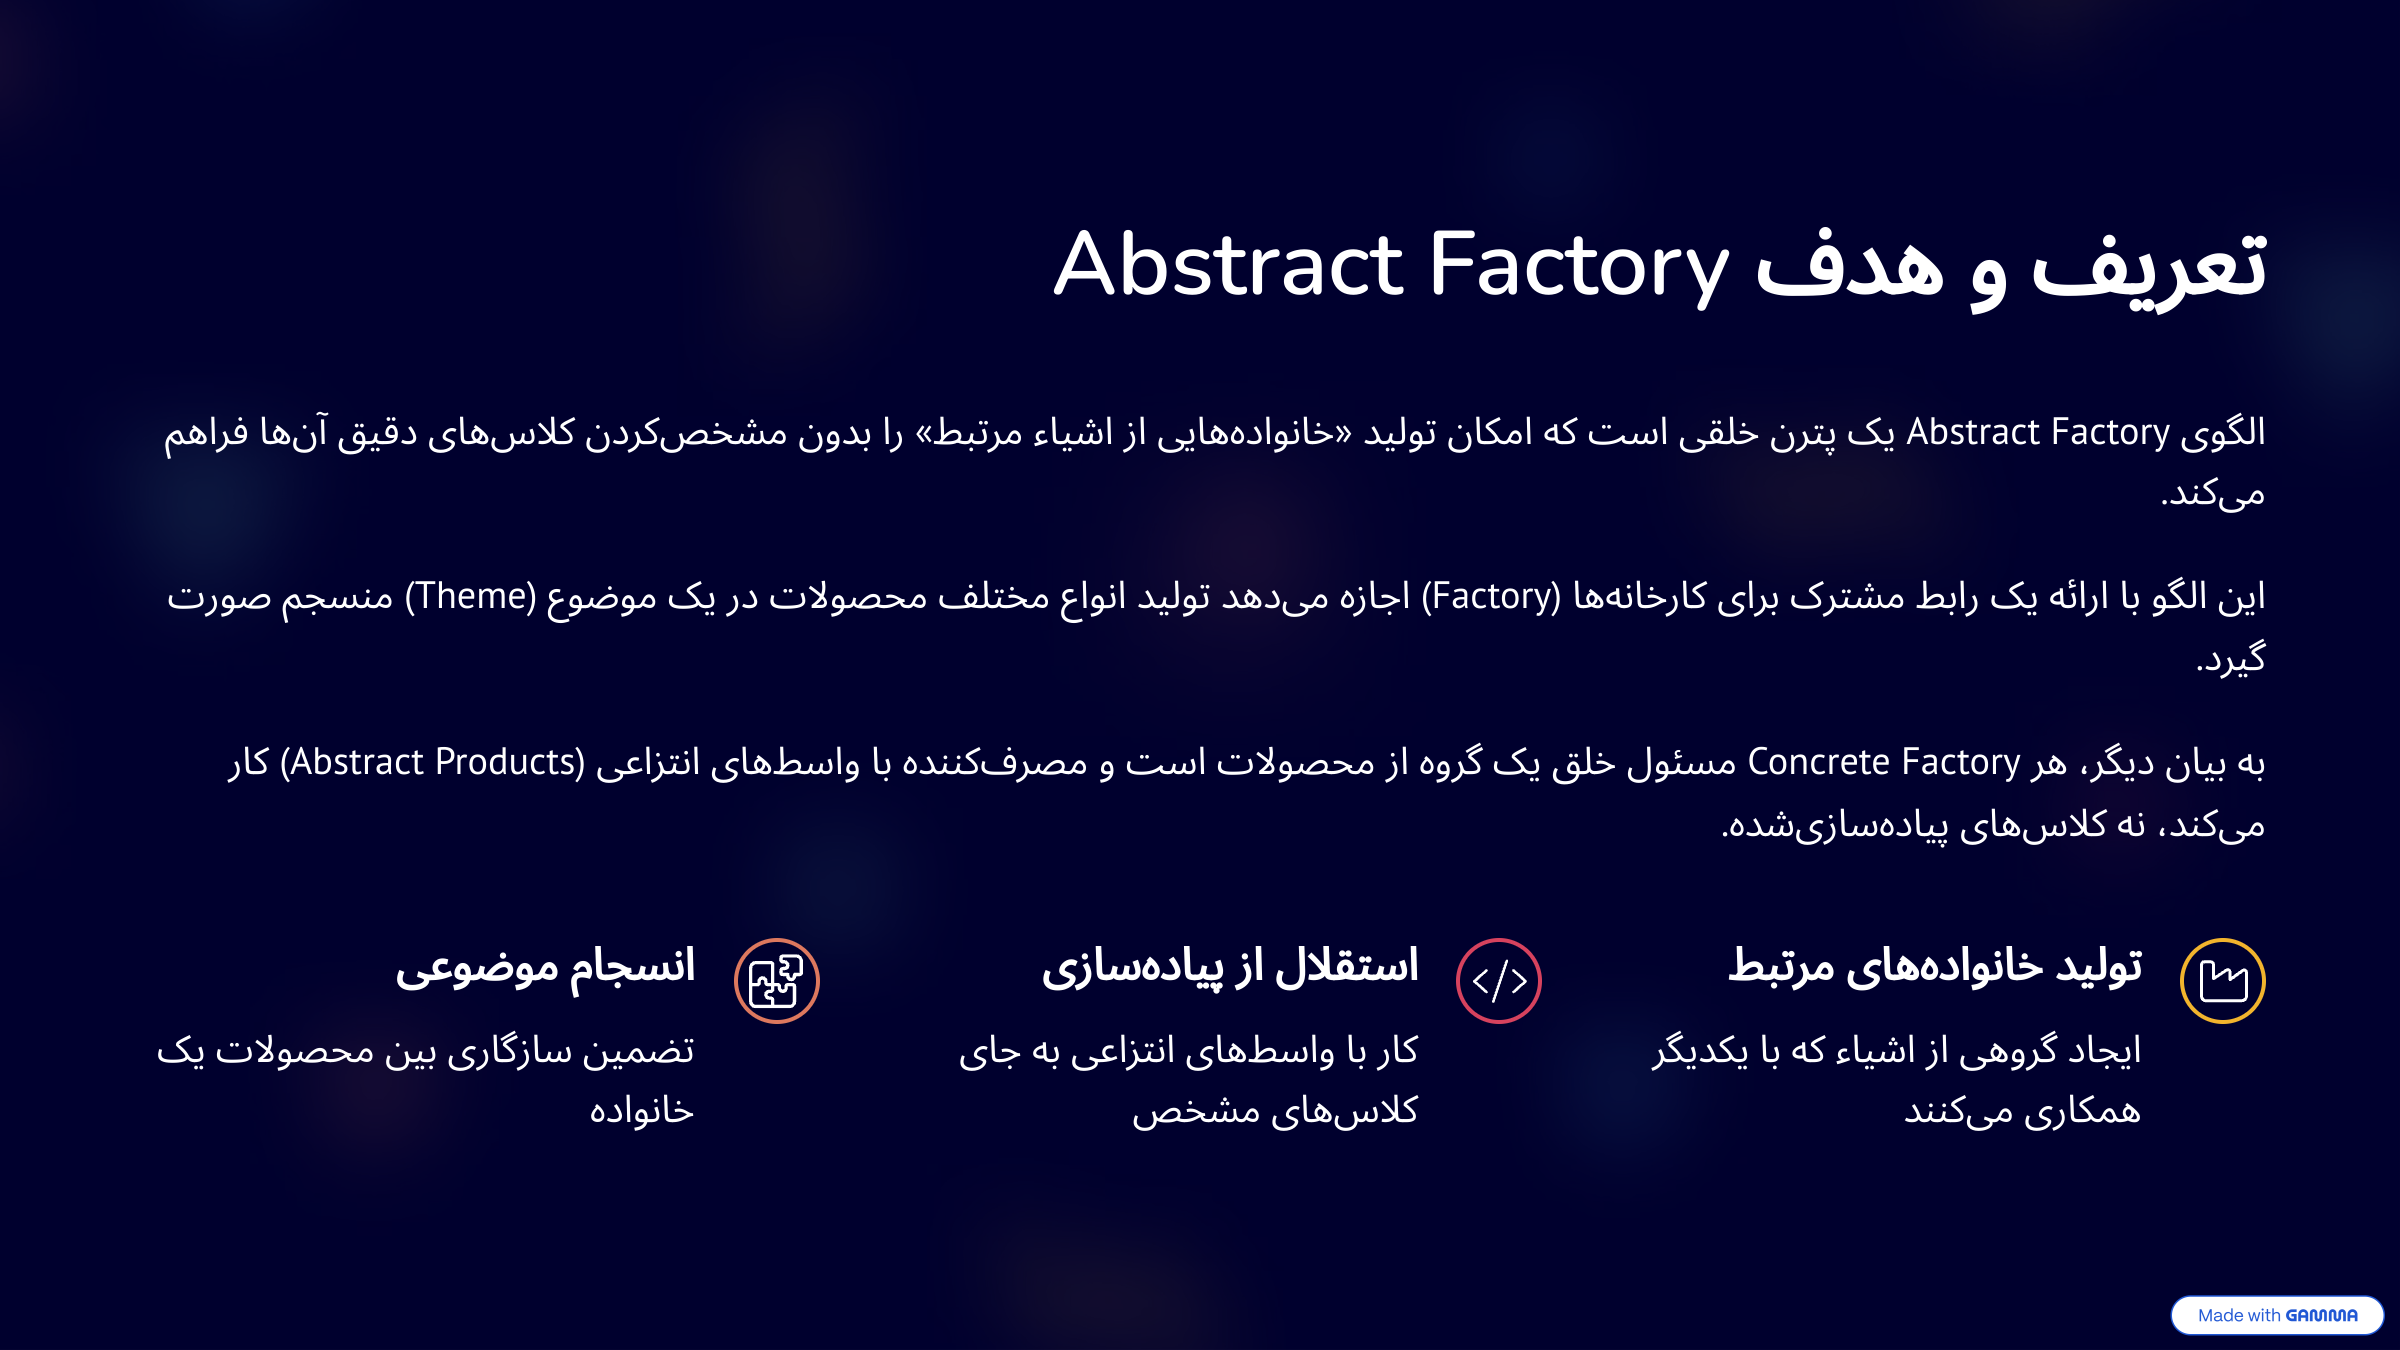 تعریف و هدف Abstract Factory
الگوی Abstract Factory یک پترن خلقی است که امکان تولید «خانواده‌هایی از اشیاء مرتبط» را بدون مشخص‌کردن کلاس‌های دقیق آن‌ها فراهم
می‌کند.
این الگو با ارائه یک رابط مشترک برای کارخانه‌ها (Factory) اجازه می‌دهد تولید انواع مختلف محصولات در یک موضوع (Theme) منسجم صورت
گیرد.
به بیان دیگر، هر Concrete Factory مسئول خلق یک گروه از محصولات است و مصرف‌کننده با واسط‌های انتزاعی (Abstract Products) کار
می‌کند، نه کلاس‌های پیاده‌سازی‌شده.
تولید خانواده‌های مرتبط
ایجاد گروهی از اشیاء که با یکدیگر
همکاری می‌کنند
استقلال از پیاده‌سازی
کار با واسط‌های انتزاعی به جای
کلاس‌های مشخص
انسجام موضوعی
تضمین سازگاری بین محصولات یک
خانواده
Made with GAMMA